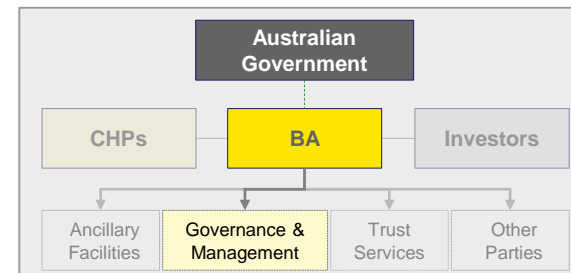 Australian
Government
CHPs
BA
Investors
Ancillary
Facilities
Governance &
Management
Trust
Services
Other
Parties